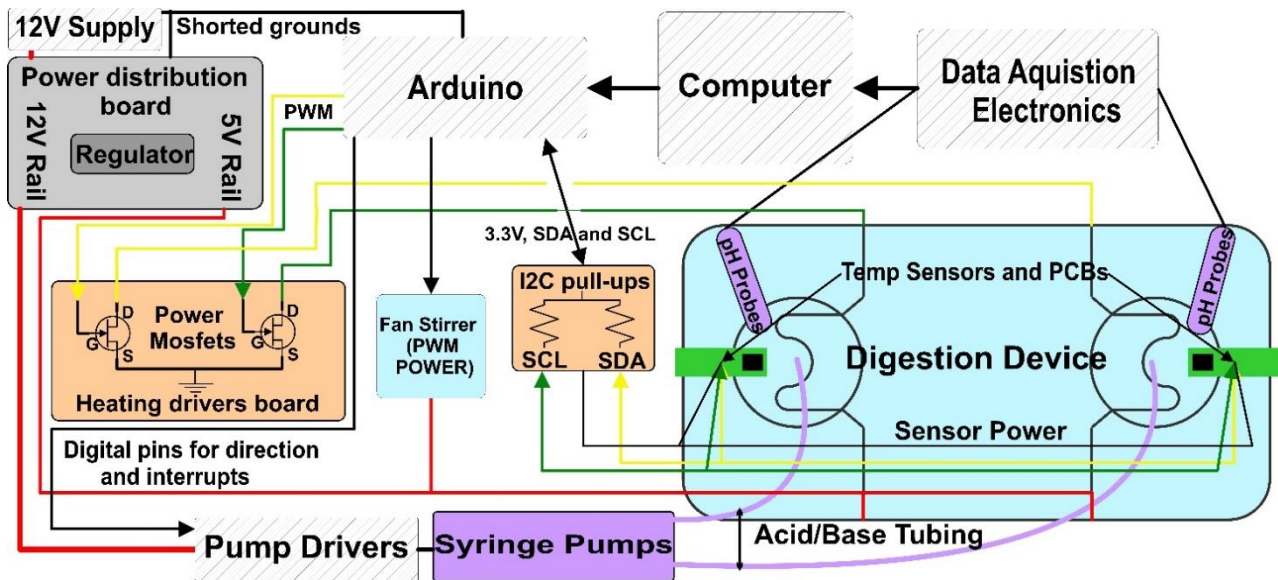 12V Supply
Shorted grounds
Power distribution
board
12V Rail
Regulator
5V Rail
PWM
Arduino
Computer
Data Aquistion
Electronics
3.3V, SDA and SCL
I2C pull-ups
SCL
SDA
D
G
S
Power
Mosfets
D
G
S
Heating drivers board
Fan Stirrer
(PWM
POWER)
pH Probes
pH Probes
Temp Sensors and PCBs
Digestion Device
Sensor Power
Digital pins for direction
and interrupts
Pump Drivers
Syringe Pumps
Acid/Base Tubing